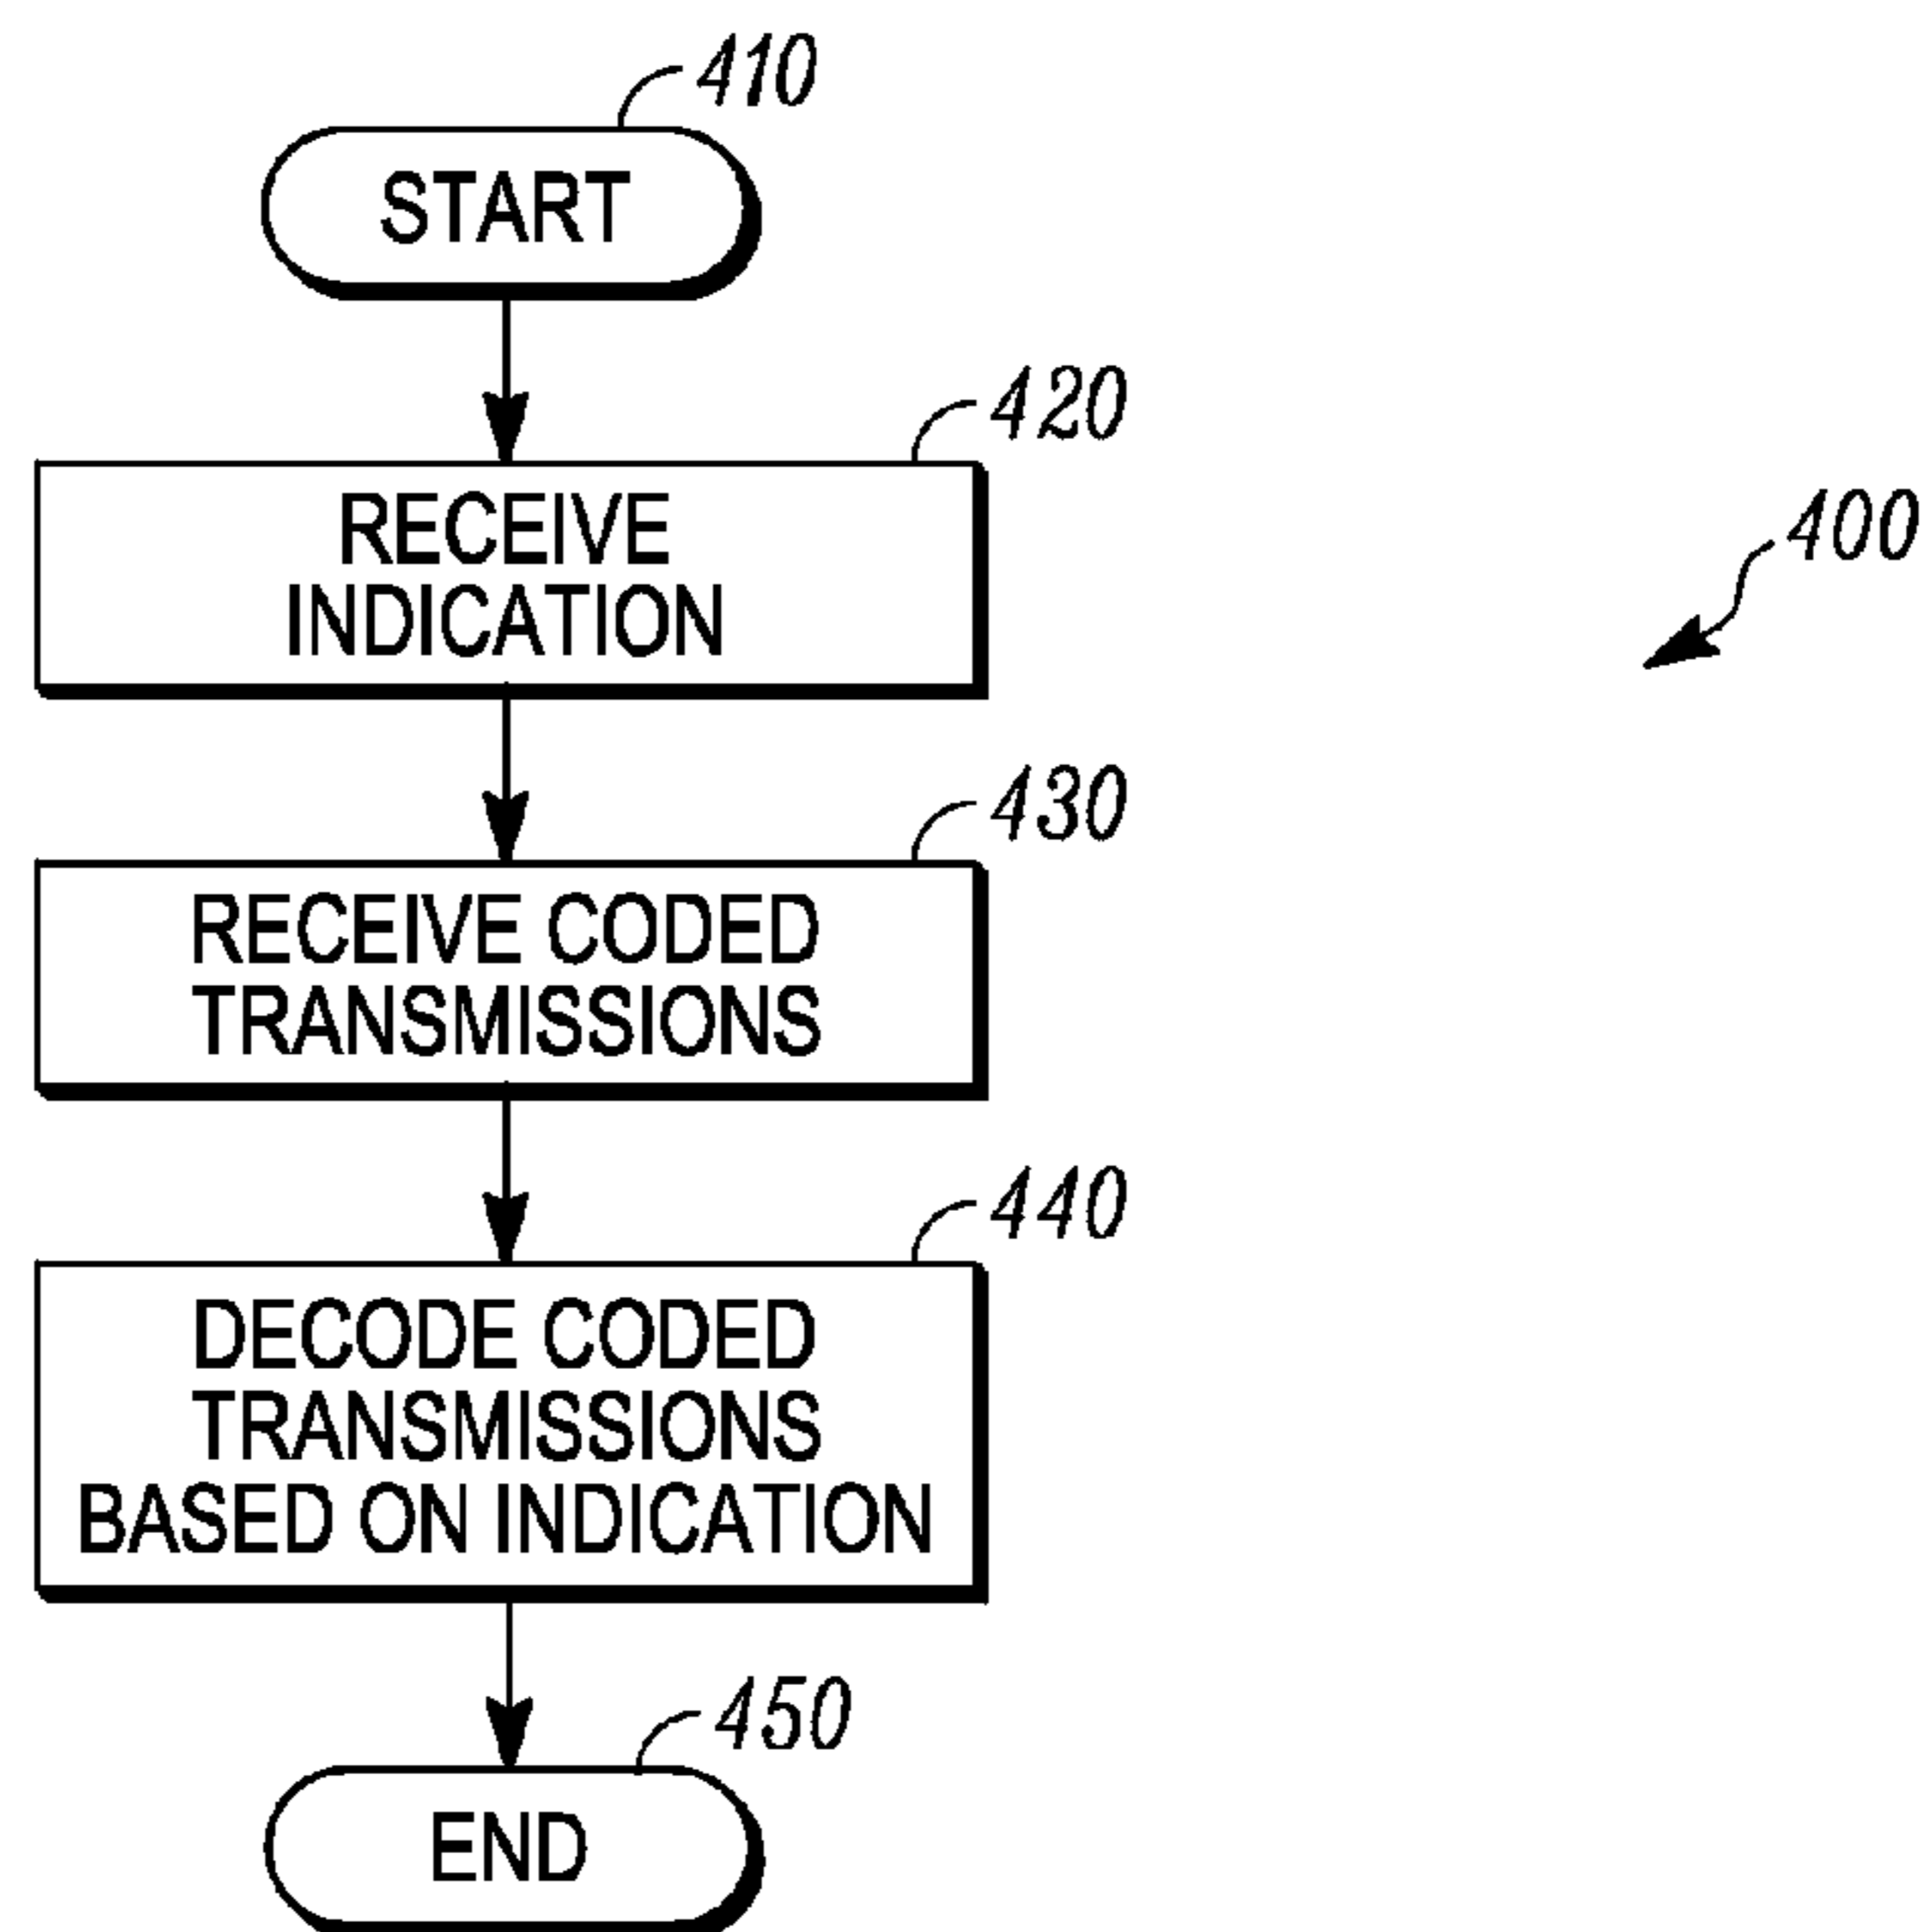 410
START
420
RECEIVE
INDICATION
400
430
RECEIVE CODED
TRANSMISSIONS
440
DECODE CODED
TRANSMISSIONS
BASED ON INDICATION
450
END